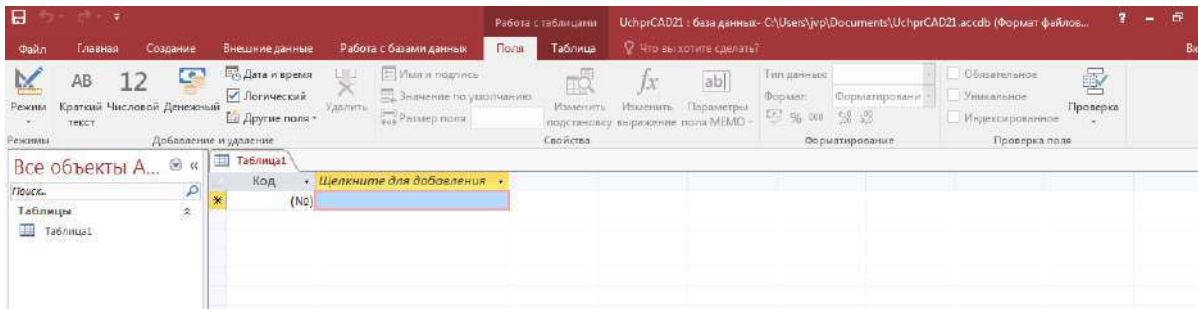 Работа с таблицами
UchprCAD21 : база данных- C:\Users\jvp\Documents\UchprCAD21.accdb (Формат файлов...
?
Файл Главная Создание Внешние данные Работа с базами данных Поля Таблица Что вы хотите сделать?
Режим
AB
Краткий текст
12
Числовой
Денежный
Дата и время
Логический
Другие поля
Удалить
Имя и подпись
Значение по умолчанию
Размер поля
Изменить подстановку
fx
Изменить выражение
ab|
Параметры поля МЕМО
Тип данных:
Формат: Форматировани
% 000
Обязательное
Уникальное
Индексированное
Проверка
Режимы Добавление и удаление Свойства Форматирование Проверка поля
Все объекты A...
Поиск...
Таблицы
Таблица1
Таблица1
Код Щелкните для добавления
(№)